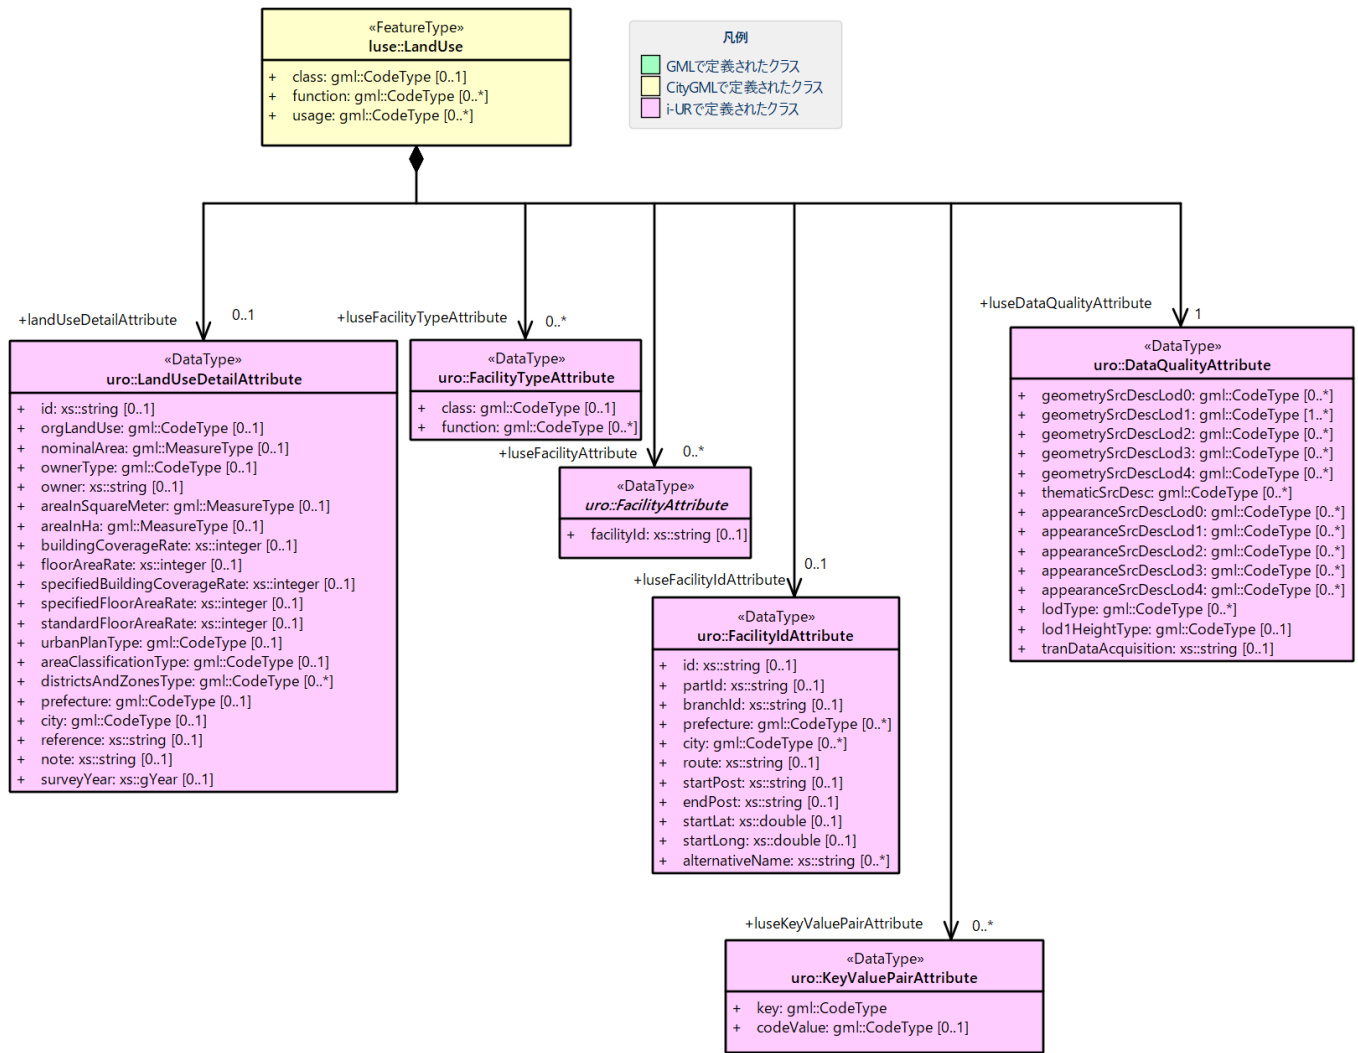 «FeatureType»
luse::LandUse
+ class: gml::CodeType [0..1]
+ function: gml::CodeType [0..*]
+ usage: gml::CodeType [0..*]
凡例
GMLで定義されたクラス
CityGMLで定義されたクラス
i-URで定義されたクラス
+landUseDetailAttribute
0..1
«DataType»
uro::LandUseDetailAttribute
+ id: xs::string [0..1]
+ orgLandUse: gml::CodeType [0..1]
+ nominalArea: gml::MeasureType [0..1]
+ ownerType: gml::CodeType [0..1]
+ owner: xs::string [0..1]
+ areaInSquareMeter: gml::MeasureType [0..1]
+ areaInHa: gml::MeasureType [0..1]
+ buildingCoverageRate: xs::integer [0..1]
+ floorAreaRate: xs::integer [0..1]
+ specifiedBuildingCoverageRate: xs::integer [0..1]
+ specifiedFloorAreaRate: xs::integer [0..1]
+ standardFloorAreaRate: xs::integer [0..1]
+ urbanPlanType: gml::CodeType [0..1]
+ areaClassificationType: gml::CodeType [0..1]
+ districtsAndZonesType: gml::CodeType [0..*]
+ prefecture: gml::CodeType [0..1]
+ city: gml::CodeType [0..1]
+ reference: xs::string [0..1]
+ note: xs::string [0..1]
+ surveyYear: xs::gYear [0..1]
+luseFacilityTypeAttribute
0..*
«DataType»
uro::FacilityTypeAttribute
+ class: gml::CodeType [0..1]
+ function: gml::CodeType [0..*]
+luseFacilityAttribute
0..*
«DataType»
uro::FacilityAttribute
+ facilityId: xs::string [0..1]
+luseFacilityIdAttribute
0..1
«DataType»
uro::FacilityIdAttribute
+ id: xs::string [0..1]
+ partId: xs::string [0..1]
+ branchId: xs::string [0..1]
+ prefecture: gml::CodeType [0..*]
+ city: gml::CodeType [0..*]
+ route: xs::string [0..1]
+ startPost: xs::string [0..1]
+ endPost: xs::string [0..1]
+ startLat: xs::double [0..1]
+ startLong: xs::double [0..1]
+ alternativeName: xs::string [0..*]
+luseKeyValuePairAttribute
0..*
«DataType»
uro::KeyValuePairAttribute
+ key: gml::CodeType
+ codeValue: gml::CodeType [0..1]
+luseDataQualityAttribute
1
«DataType»
uro::DataQualityAttribute
+ geometrySrcDescLod0: gml::CodeType [0..*]
+ geometrySrcDescLod1: gml::CodeType [1..*]
+ geometrySrcDescLod2: gml::CodeType [0..*]
+ geometrySrcDescLod3: gml::CodeType [0..*]
+ geometrySrcDescLod4: gml::CodeType [0..*]
+ thematicSrcDesc: gml::CodeType [0..*]
+ appearanceSrcDescLod0: gml::CodeType [0..*]
+ appearanceSrcDescLod1: gml::CodeType [0..*]
+ appearanceSrcDescLod2: gml::CodeType [0..*]
+ appearanceSrcDescLod3: gml::CodeType [0..*]
+ appearanceSrcDescLod4: gml::CodeType [0..*]
+ lodType: gml::CodeType [0..*]
+ lod1HeightType: gml::CodeType [0..1]
+ tranDataAcquisition: xs::string [0..1]